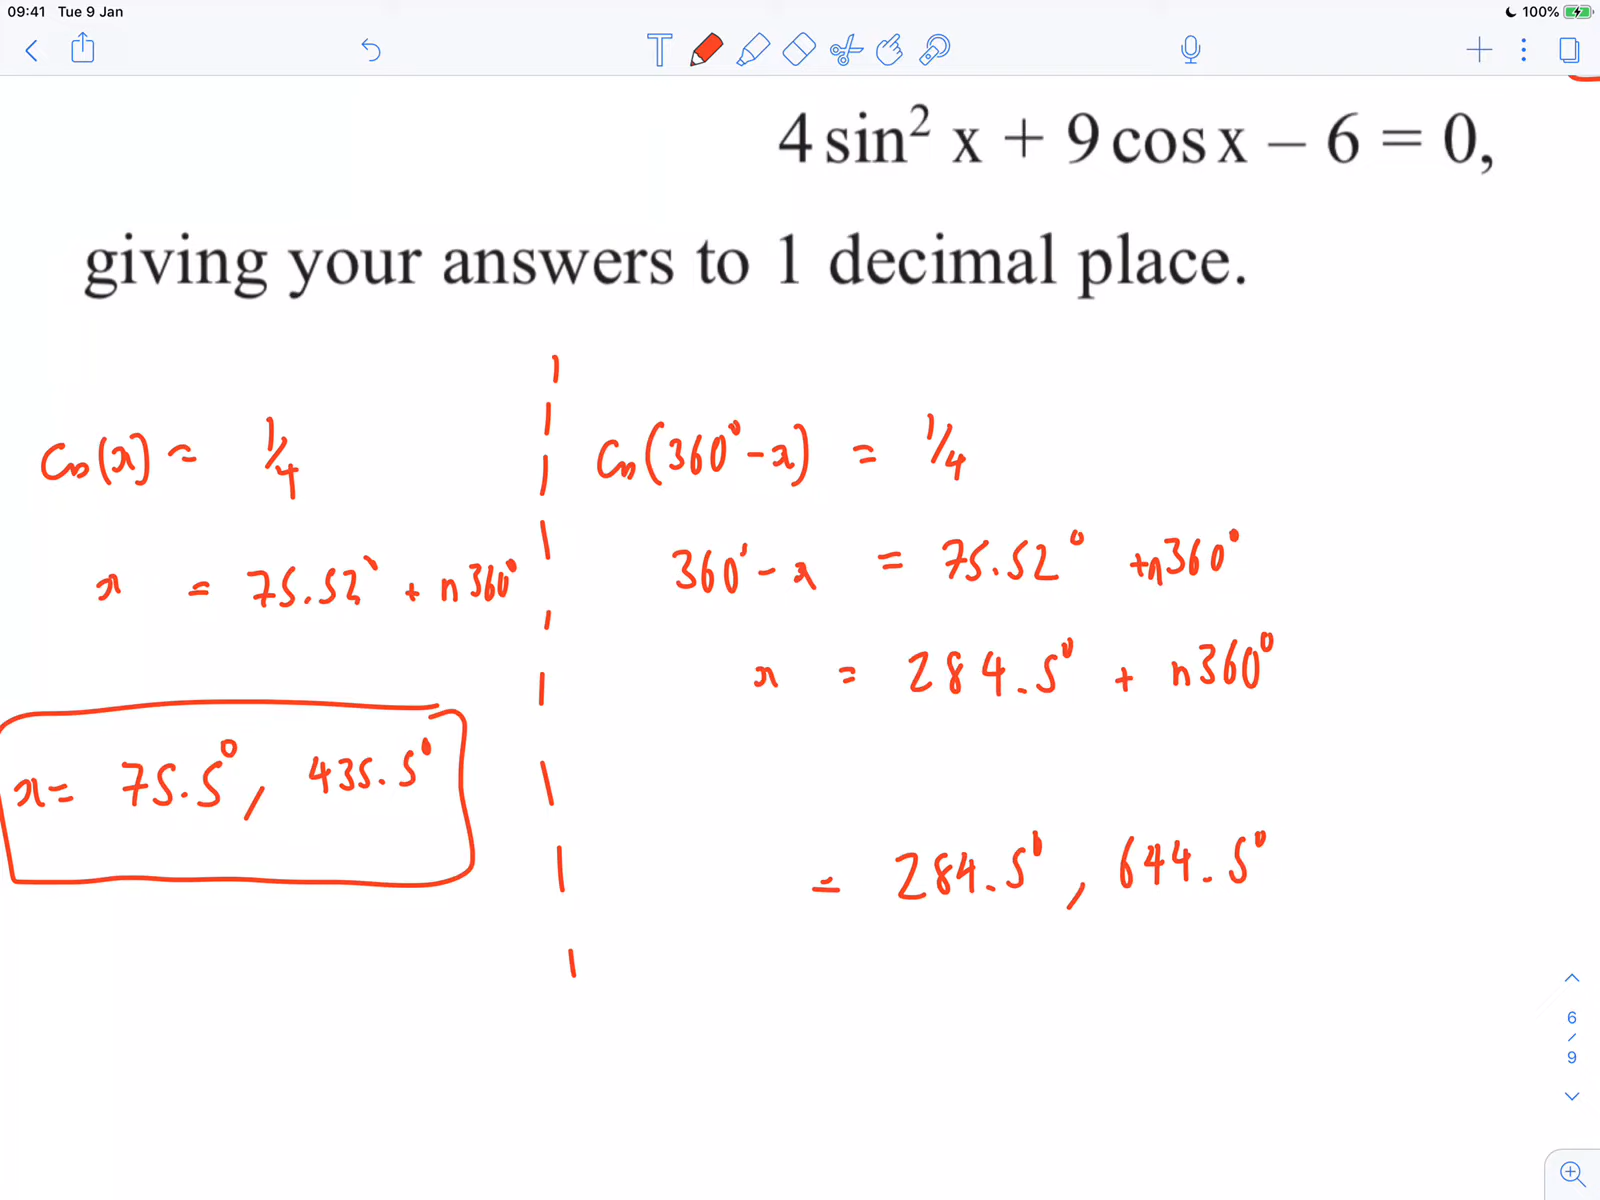 09:41 Tue 9 Jan
100%
4 sin² x + 9 cos x – 6 = 0,
giving your answers to 1 decimal place.
Cos(x) = 1/4
x = 75.52° + n360°
x = 75.5°, 435.5°
Cos(360° - x) = 1/4
360° - x = 75.52° + n360°
x = 284.5° + n360°
= 284.5°, 644.5°
6
/
9